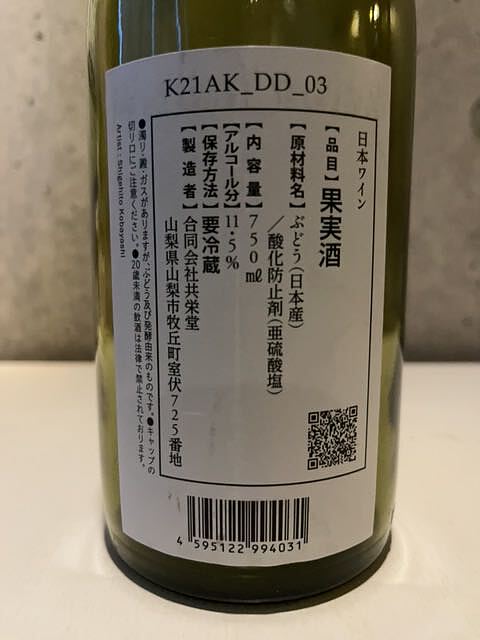 K21AK_DD_03
日本ワイン
【品目】果実酒
【原材料名】ぶどう（日本産）
／酸化防止剤（亜硫酸塩）
【内容量】750㎖
【アルコール分】11.5％
【保存方法】要冷蔵
【製造者】合同会社共栄堂
山梨県山梨市牧丘町室伏725番地
●濁り・澱・ガスがありますが、ぶどう及び発酵由来のものです。●キャップの
切り口にご注意ください。●20歳未満の飲酒は法律で禁止されております。
Artist : Shigehito Kobayashi
4 595122 994031